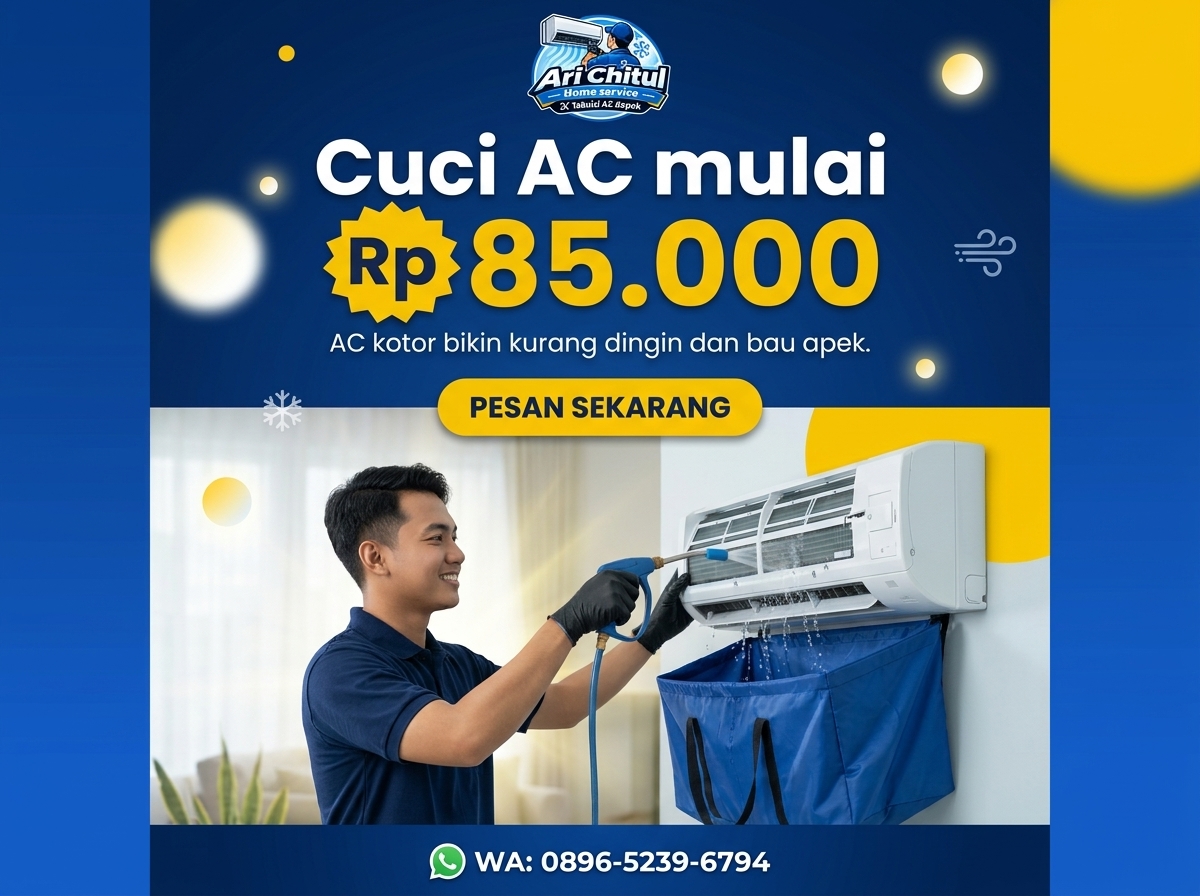 Ari Chitul
Home service
Cuci AC mulai
Rp 85.000
AC kotor bikin kurang dingin dan bau apek.
PESAN SEKARANG
WA: 0896-5239-6794